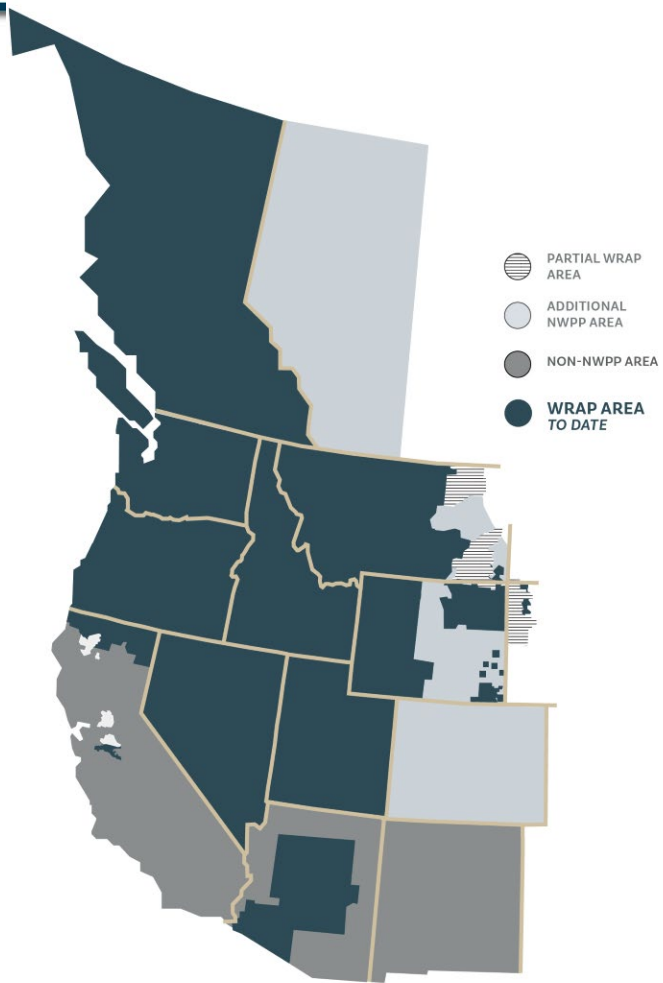 PARTIAL WRAP
AREA
ADDITIONAL
NWPP AREA
NON-NWPP AREA
WRAP AREA
TO DATE